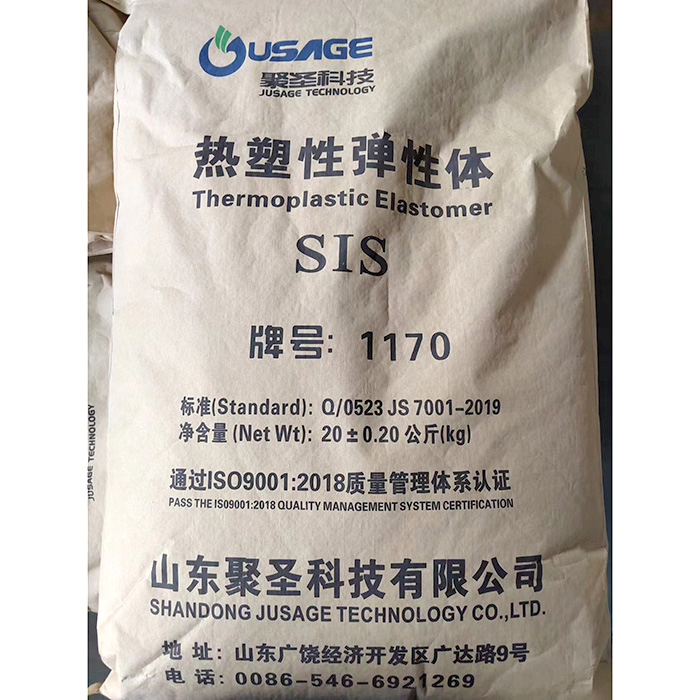 JUSAGE
聚圣科技
JUSAGE TECHNOLOGY
热塑性弹性体
Thermoplastic Elastomer
SIS
牌号: 1170
标准(Standard): Q/0523 JS 7001-2019
净含量(Net Wt): 20±0.20 公斤(kg)
通过ISO9001:2018质量管理体系认证
PASS THE IS09001:2018 QUALITY MANAGEMENT SYSTEM CERTIFICATION
山东聚圣科技有限公司
SHANDONG JUSAGE TECHNOLOGY CO.,LTD.
地 址: 山东广饶经济开发区广达路9号
电 话: 0086-546-6921269
JUSAGE TECHNOLOGY